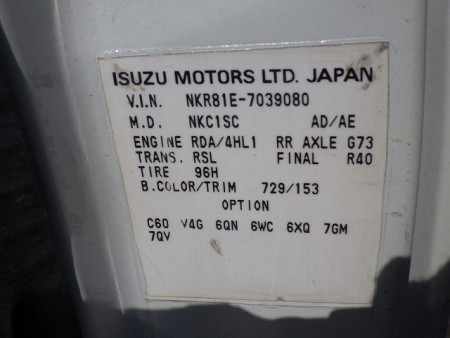 ISUZU MOTORS LTD. JAPAN
V.I.N. NKR81E-7039080
M.D. NKC1SC AD/AE
ENGINE RDA/4HL1 RR AXLE G73
TRANS. RSL FINAL R40
TIRE 96H
B.COLOR/TRIM 729/153
OPTION
C60 V4G 6QN 6WC 6XQ 7GM
7QV